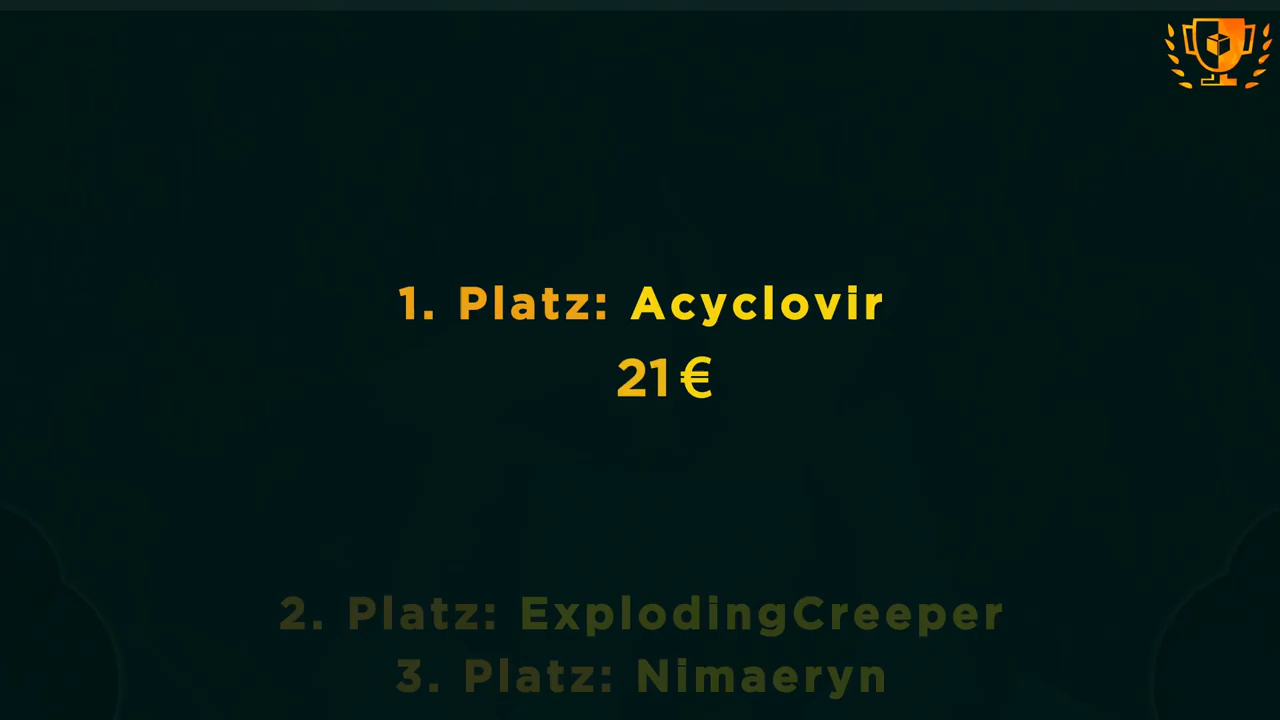 1. Platz: Acyclovir
21€
2. Platz: ExplodingCreeper
3. Platz: Nimaeryn